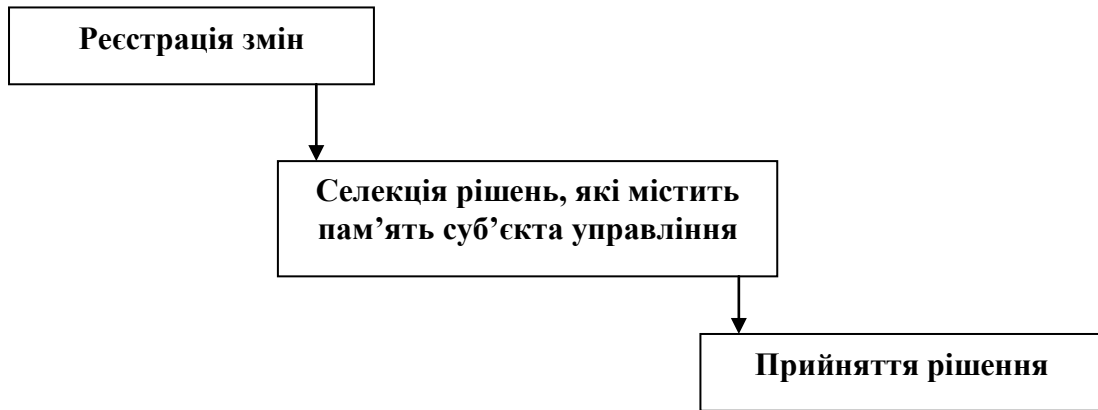 Реєстрація змін
Селекція рішень, які містить
пам’ять суб’єкта управління
Прийняття рішення